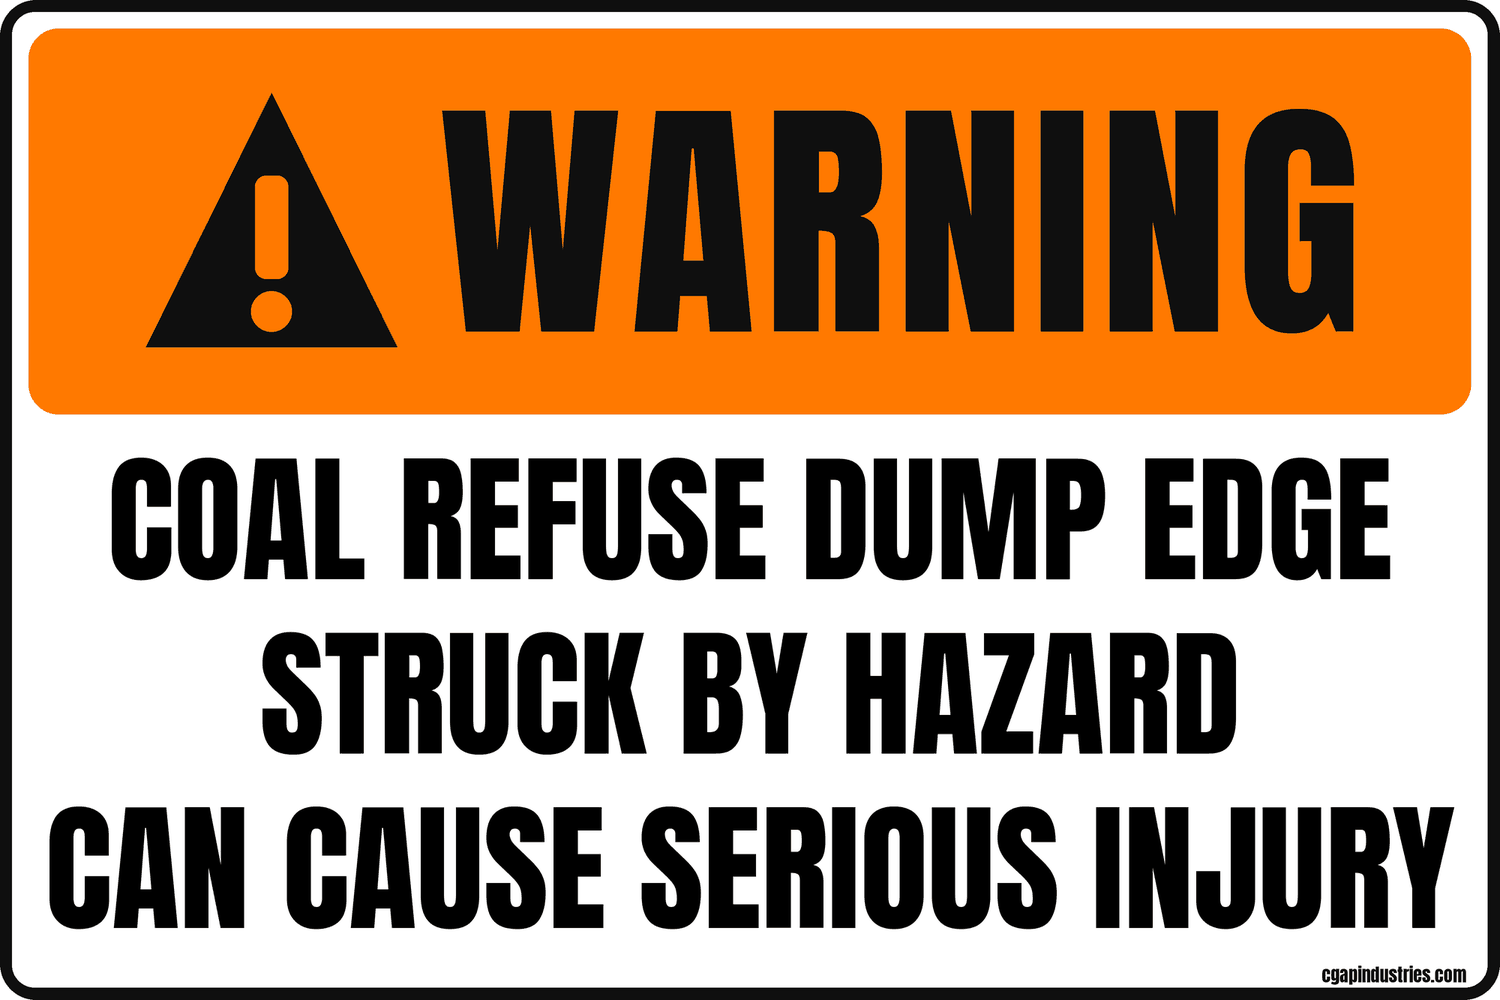 WARNING
COAL REFUSE DUMP EDGE
STRUCK BY HAZARD
CAN CAUSE SERIOUS INJURY
cgapindustries.com